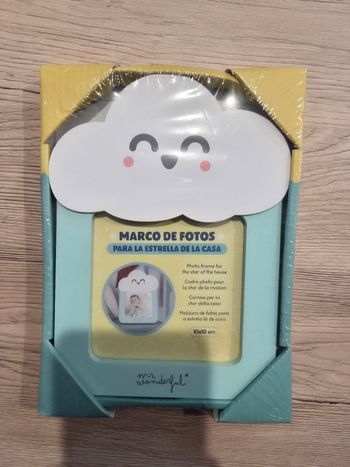 MARCO DE FOTOS
PARA LA ESTRELLA DE LA CASA
Photo frame for
the star of the house
Cadre photo pour
la star de la maison
Cornice per la
star della casa
Moldura de fotos para
a estrela lá de casa
10x10 cm
mr.
wonderful®